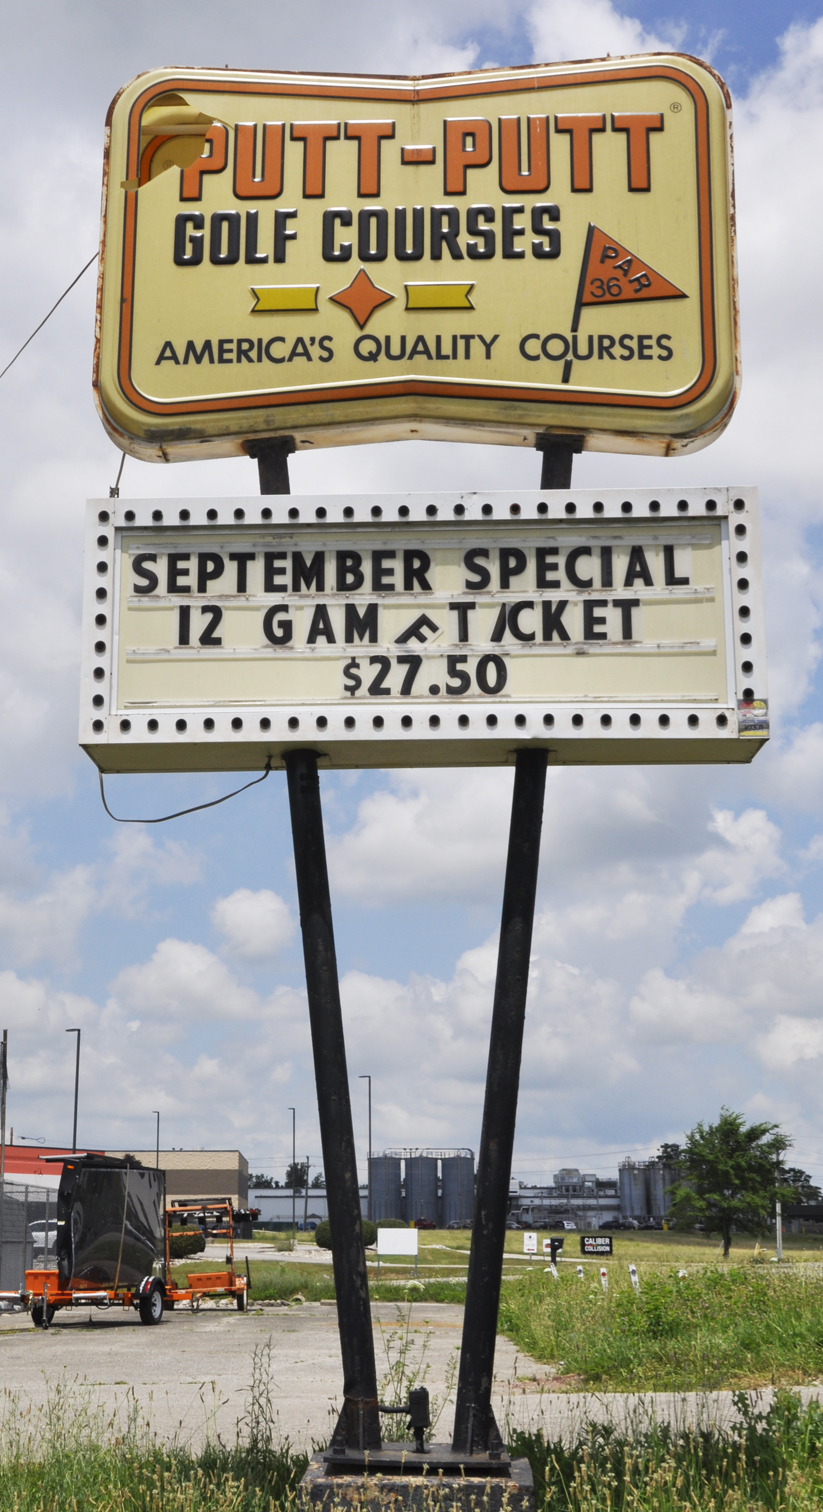 PUTT-PUTT®
GOLF COURSES
PAR
36
AMERICA'S QUALITY COURSES
SEPTEMBER SPECIAL
12 GAME TICKET
$27.50
CALIBER
COLLISION